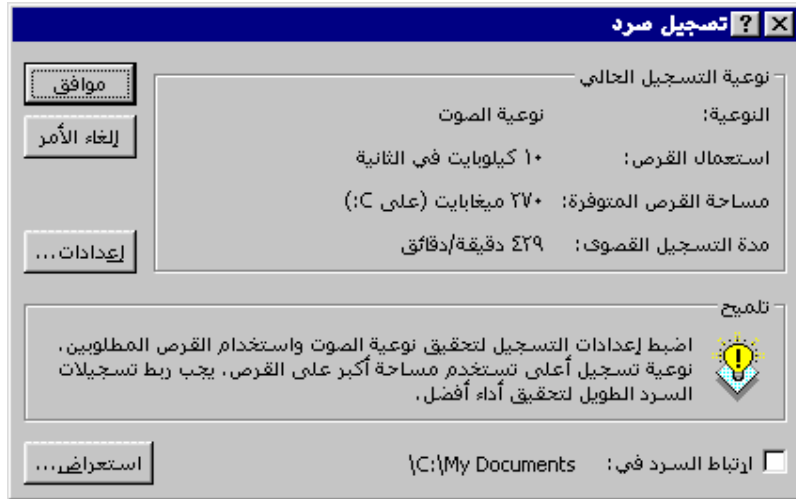 تسجيل سرد
نوعية التسجيل الحالي
النوعية: نوعية الصوت
استعمال القرص: ١٠ كيلوبايت في الثانية
مساحة القرص المتوفرة: ٢٧٠ ميغابايت (على C:)
مدة التسجيل القصوى: ٤٢٩ دقيقة/دقائق
موافق
إلغاء الأمر
إعدادات...
تلميح
اضبط إعدادات التسجيل لتحقيق نوعية الصوت واستخدام القرص المطلوبين.
نوعية تسجيل أعلى تستخدم مساحة أكبر على القرص. يجب ربط تسجيلات
السرد الطويل لتحقيق أداء أفضل.
ارتباط السرد في: C:\My Documents\
استعراض...